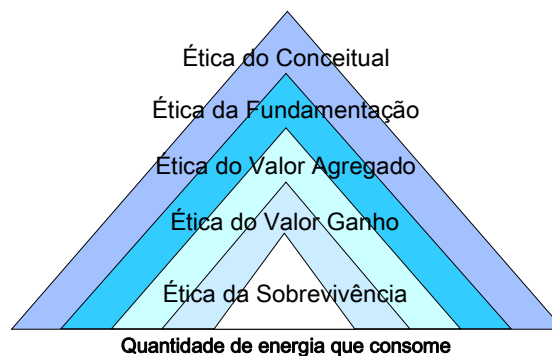 Ética do Conceitual
Ética da Fundamentação
Ética do Valor Agregado
Ética do Valor Ganho
Ética da Sobrevivência
Quantidade de energia que consome